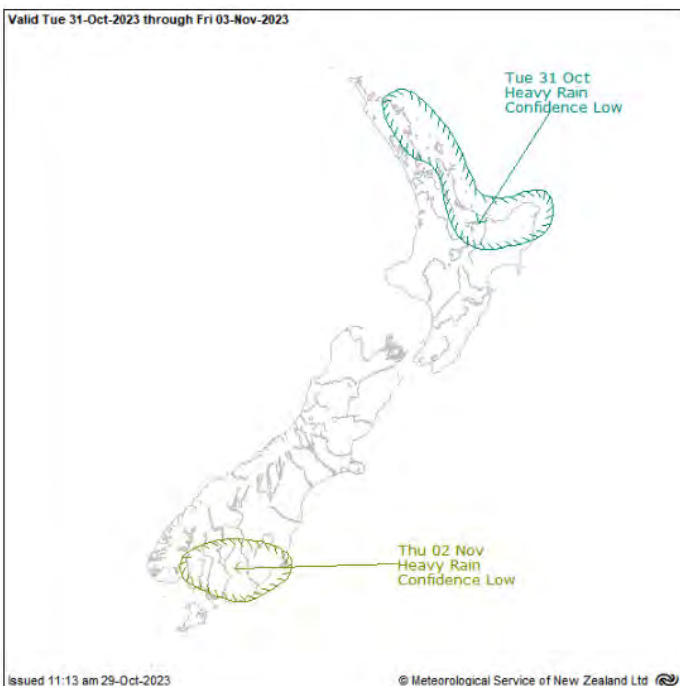 Valid Tue 31-Oct-2023 through Fri 03-Nov-2023
Tue 31 Oct
Heavy Rain
Confidence Low
Thu 02 Nov
Heavy Rain
Confidence Low
Issued 11:13 am 29-Oct-2023
© Meteorological Service of New Zealand Ltd